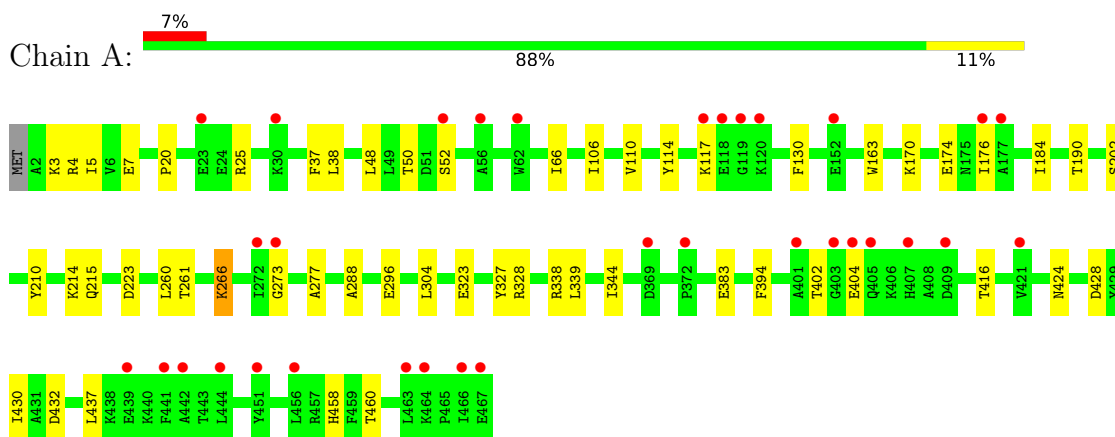 7%
Chain A:
88% 11%
MET A2 K3 R4 I5 V6 E7 P20 E23 E24 R25 K30 F37 L38 L48 L49 T50 D51 S52 A56 W62 I66 I106 V110 Y114 K117 E118 G119 K120 F130 E152 W163 K170 E174 N175 I176 A177 I184 T190
Y210 K214 Q215 D223 L260 T261 K266 I272 G273 A277 A288 E296 L304 E323 Y327 R328 R338 L339 I344 D369 P372 E383 F394 A401 T402 G403 E404 Q405 K406 H407 A408 D409 T416 V421 N424 D428
I430 A431 D432 L437 K438 E439 K440 F441 A442 T443 L444 Y451 L456 R457 H458 F459 T460 L463 K464 P465 I466 E467